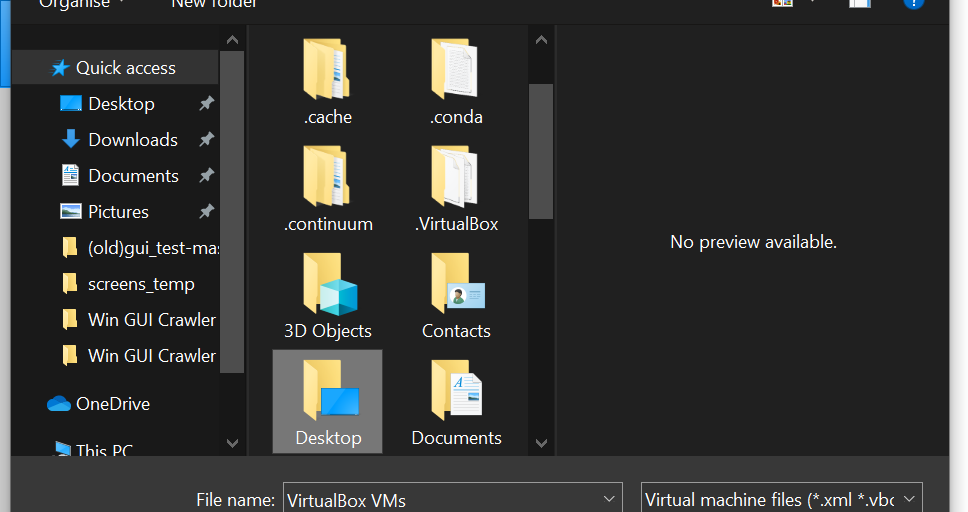 Organise
New folder
Quick access
Desktop
Downloads
Documents
Pictures
(old)gui_test-mas
screens_temp
Win GUI Crawler
Win GUI Crawler
OneDrive
This PC
.cache
.conda
.continuum
.VirtualBox
3D Objects
Contacts
Desktop
Documents
No preview available.
File name:
VirtualBox VMs
Virtual machine files (*.xml *.vbo